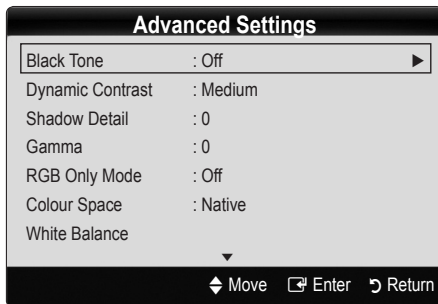 Advanced Settings
Black Tone : Off
Dynamic Contrast : Medium
Shadow Detail : 0
Gamma : 0
RGB Only Mode : Off
Colour Space : Native
White Balance
Move Enter Return